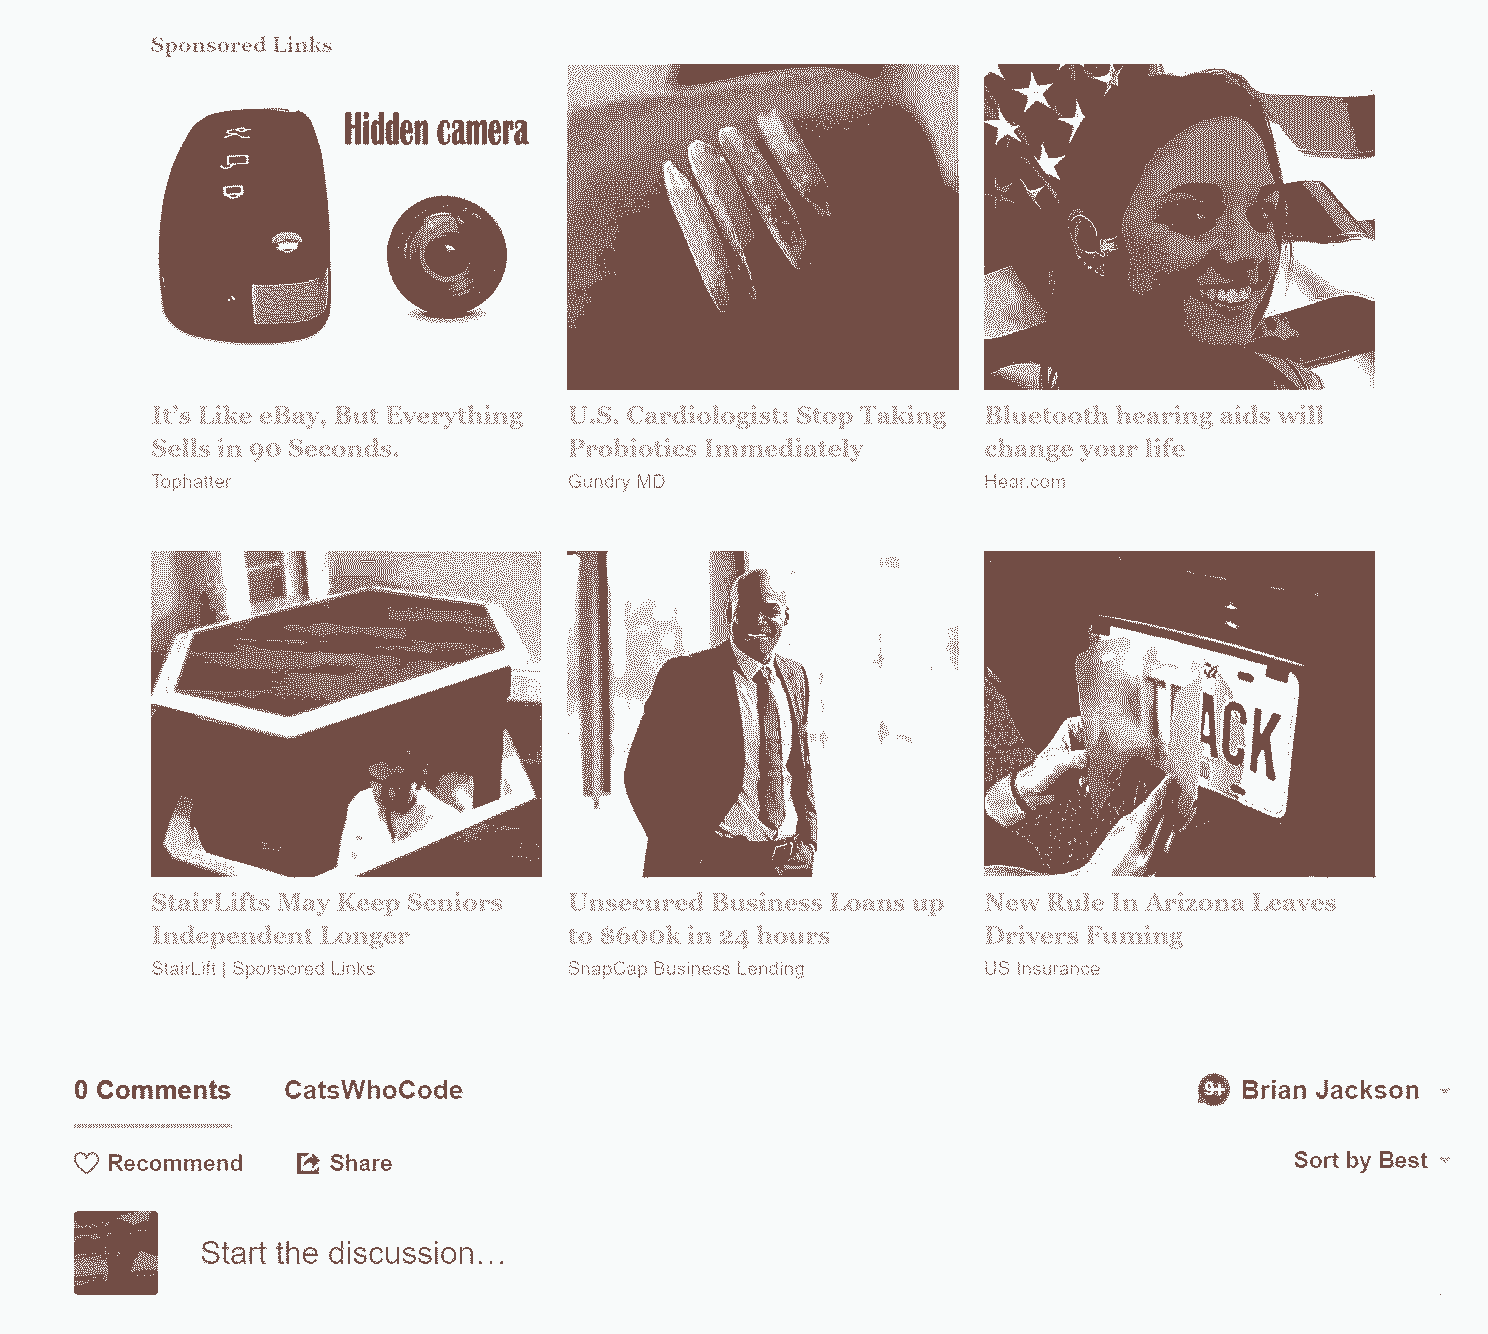 Sponsored Links
Hidden camera
It's Like eBay, But Everything
Sells in 90 Seconds.
Tophatter
U.S. Cardiologist: Stop Taking
Probiotics Immediately
Gundry MD
Bluetooth hearing aids will
change your life
Hear.com
TTACK
StairLifts May Keep Seniors
Independent Longer
StairLift | Sponsored Links
Unsecured Business Loans up
to $600k in 24 hours
SnapCap Business Lending
New Rule In Arizona Leaves
Drivers Fuming
US Insurance
0 Comments CatsWhoCode 9+ Brian Jackson
Recommend Share Sort by Best
Start the discussion…